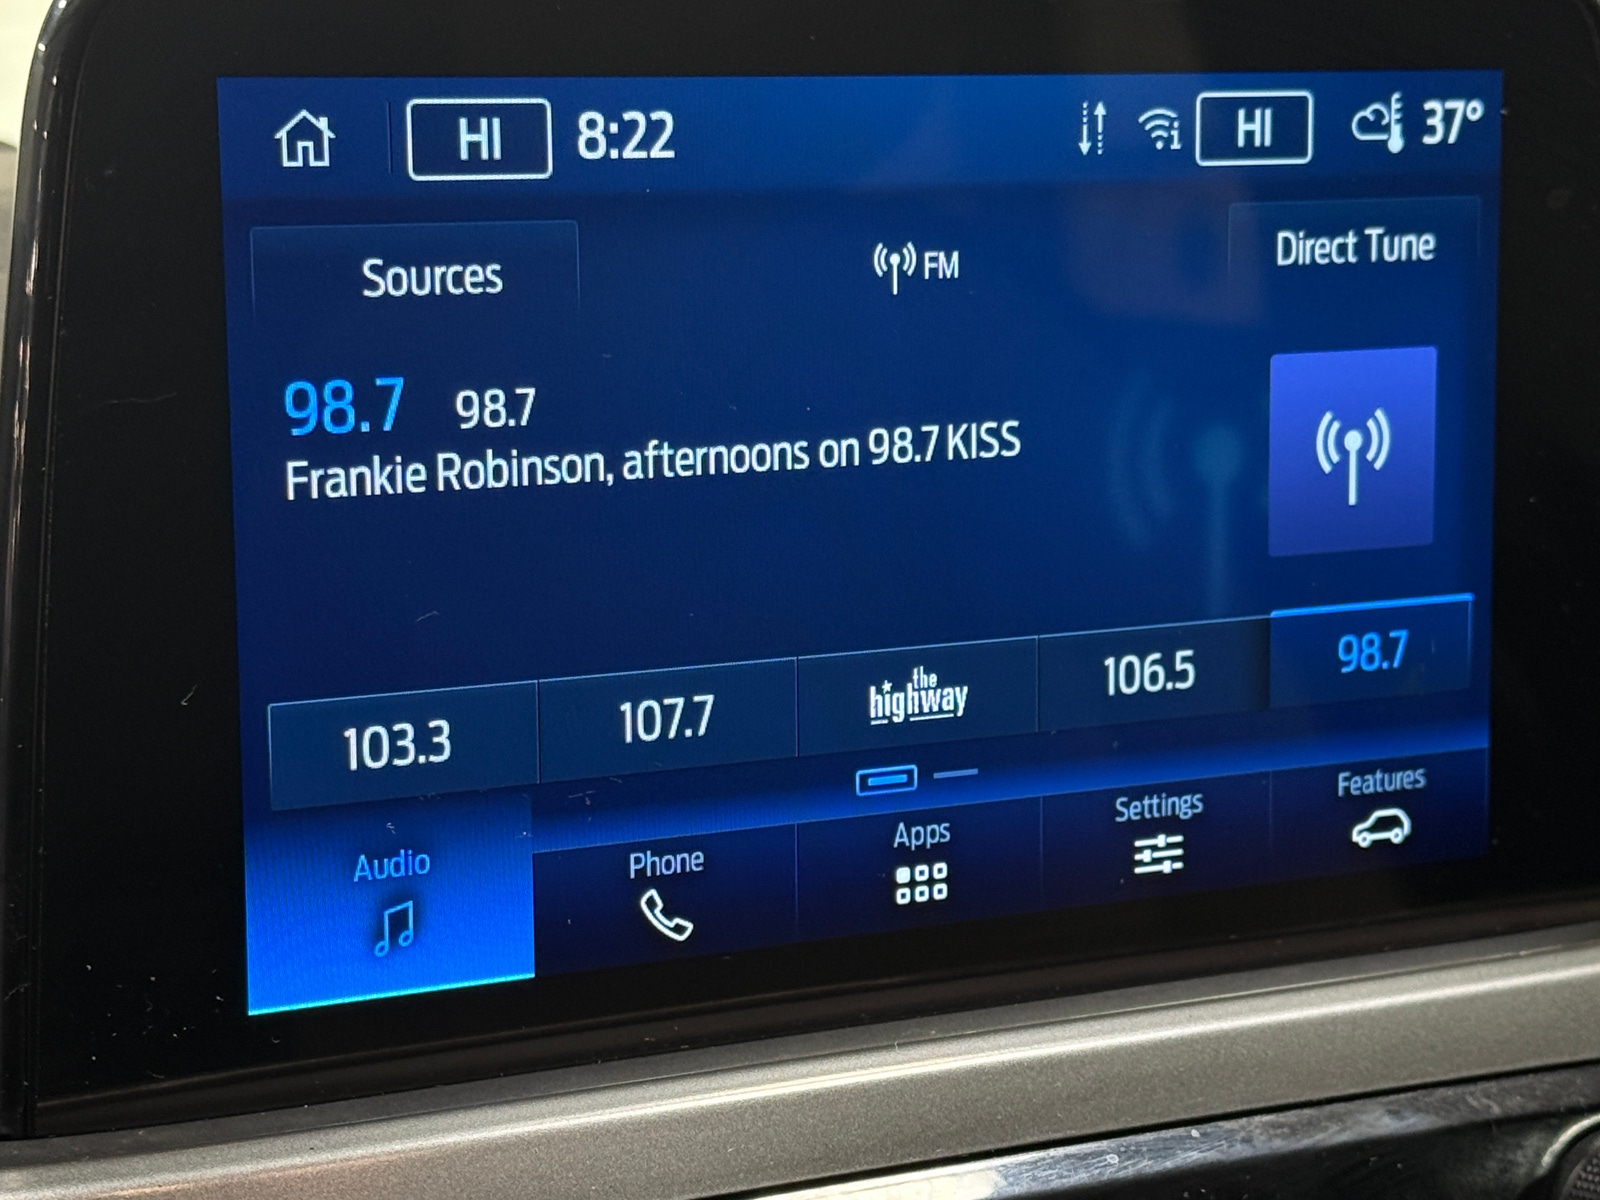 HI 8:22 HI 37°
Sources FM Direct Tune
98.7 98.7
Frankie Robinson, afternoons on 98.7 KISS
103.3 107.7 the highway 106.5 98.7
Audio Phone Apps Settings Features